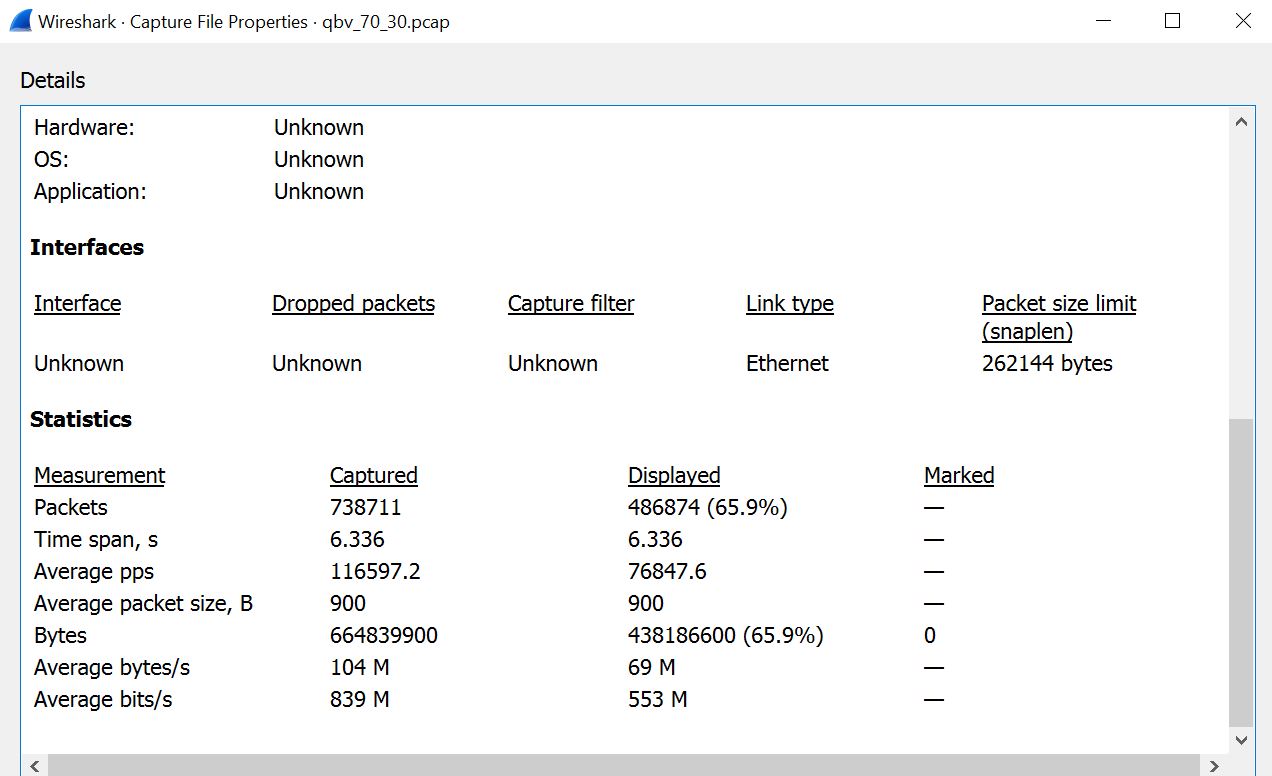 Wireshark · Capture File Properties · qbv_70_30.pcap
Details
Hardware: Unknown
OS: Unknown
Application: Unknown
Interfaces
Interface Dropped packets Capture filter Link type Packet size limit
(snaplen)
Unknown Unknown Unknown Ethernet 262144 bytes
Statistics
Measurement Captured Displayed Marked
Packets 738711 486874 (65.9%) —
Time span, s 6.336 6.336 —
Average pps 116597.2 76847.6 —
Average packet size, B 900 900 —
Bytes 664839900 438186600 (65.9%) 0
Average bytes/s 104 M 69 M —
Average bits/s 839 M 553 M —